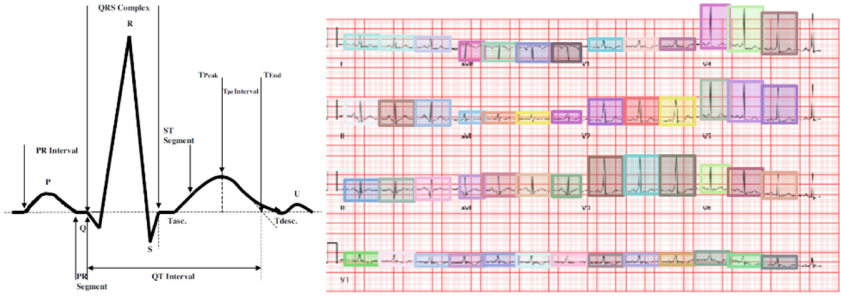 QRS Complex
R
TPeak
TEnd
Tpe Interval
ST
Segment
PR Interval
P
U
Q
Tasc.
S
Tdesc.
PR
Segment
QT Interval
I
aVR
V1
V4
II
aVL
V2
V5
III
aVF
V3
V6
V1